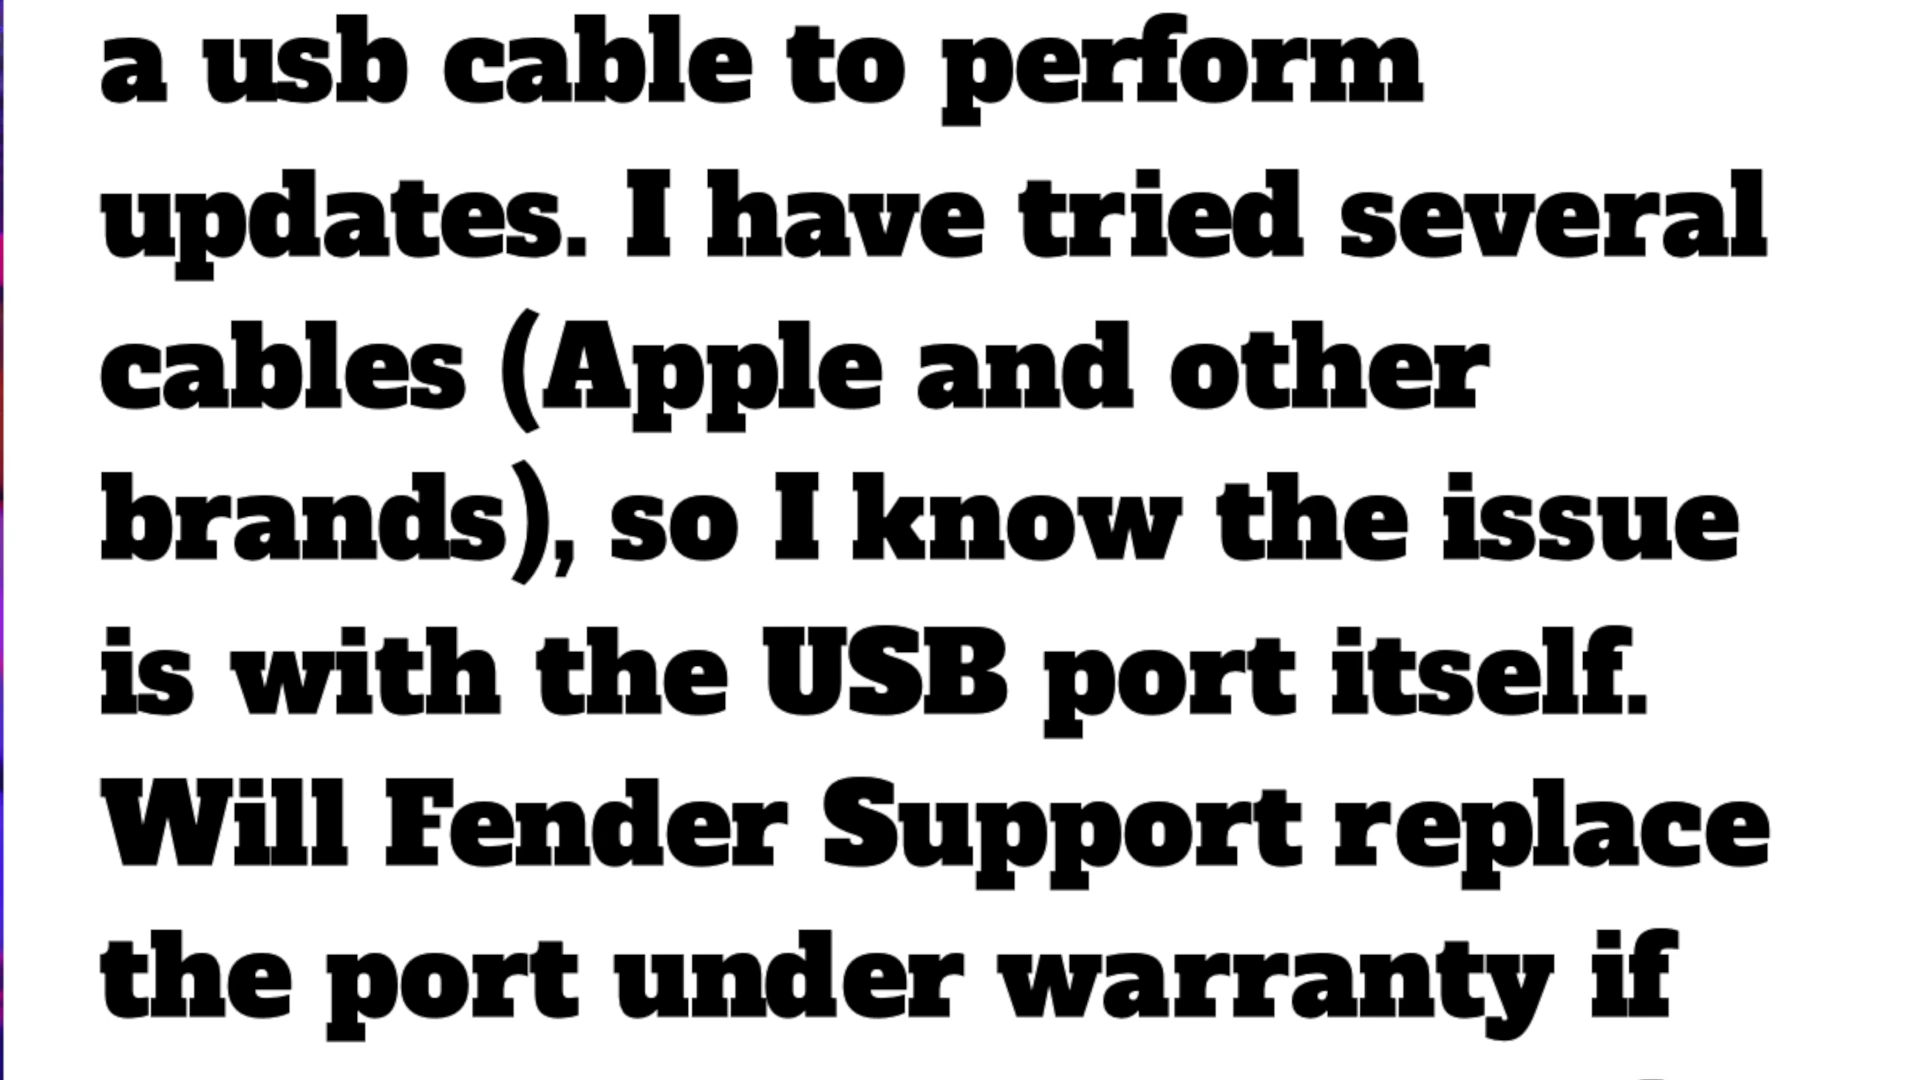 a usb cable to perform
updates. I have tried several
cables (Apple and other
brands), so I know the issue
is with the USB port itself.
Will Fender Support replace
the port under warranty if